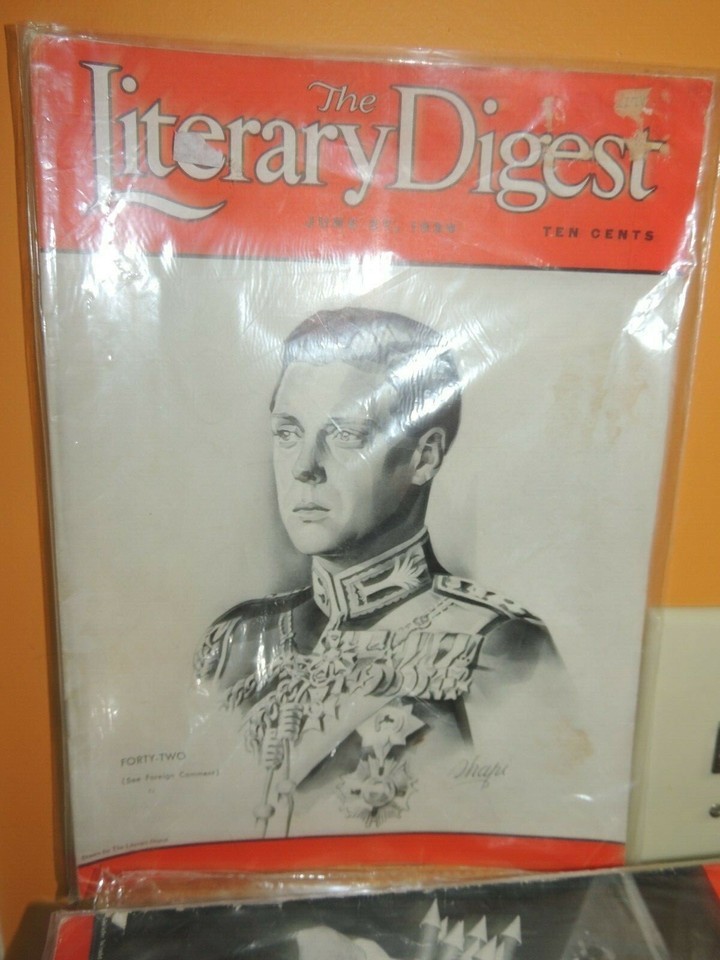 The
Literary Digest
TEN CENTS
FORTY-TWO
(See Foreign Comment)